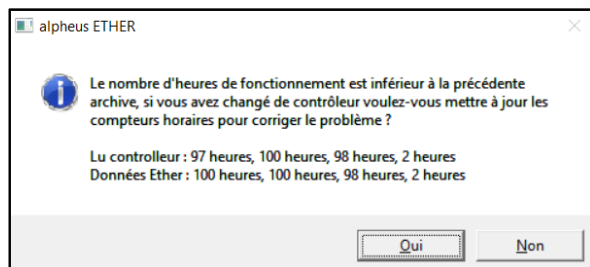 alpheus ETHER
Le nombre d'heures de fonctionnement est inférieur à la précédente
archive, si vous avez changé de contrôleur voulez-vous mettre à jour les
compteurs horaires pour corriger le problème ?
Lu controlleur : 97 heures, 100 heures, 98 heures, 2 heures
Données Ether : 100 heures, 100 heures, 98 heures, 2 heures
Oui
Non